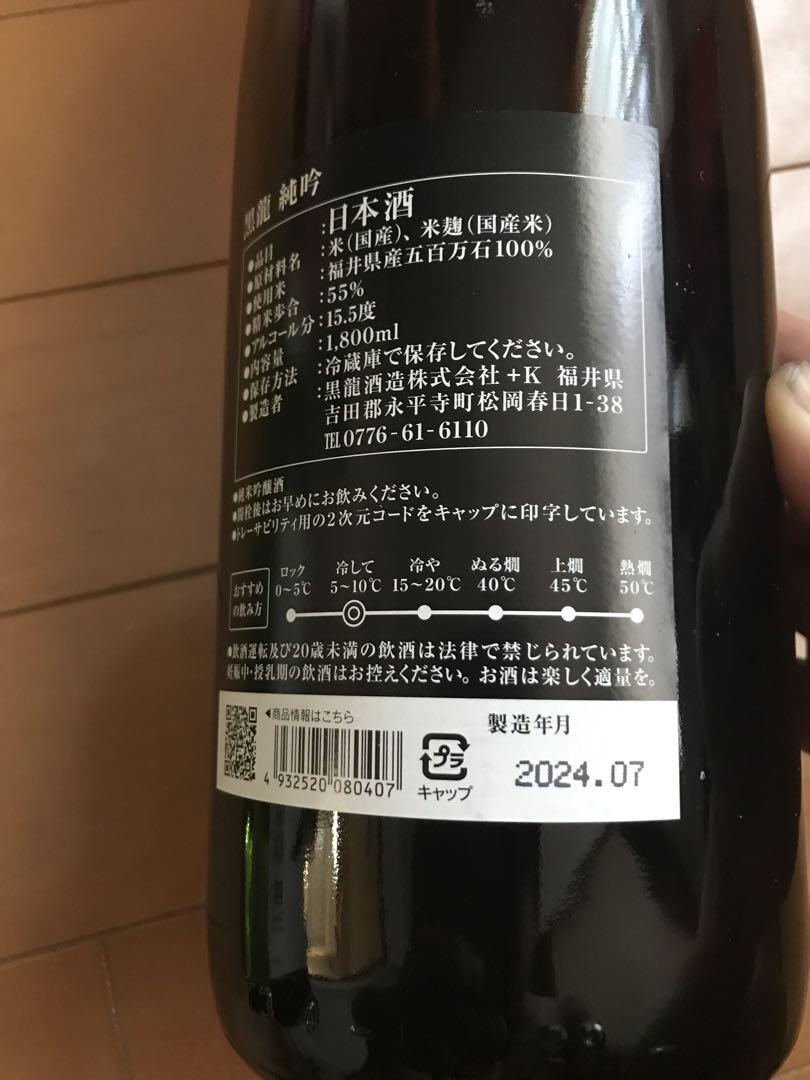 黒龍 純吟
●品目 :日本酒
●原材料名 :米(国産)、米麹(国産米)
●使用米 :福井県産五百万石100%
●精米歩合 :55%
●アルコール分:15.5度
●内容量 :1,800ml
●保存方法 :冷蔵庫で保存してください。
●製造者 :黒龍酒造株式会社+K 福井県
吉田郡永平寺町松岡春日1-38
TEL 0776-61-6110
●純米吟醸酒
●開栓後はお早めにお飲みください。
●トレーサビリティ用の2次元コードをキャップに印字しています。
おすすめの飲み方
ロック 冷して 冷や ぬる燗 上燗 熱燗
0~5℃ 5~10℃ 15~20℃ 40℃ 45℃ 50℃
●飲酒運転及び20歳未満の飲酒は法律で禁じられています。
妊娠中・授乳期の飲酒はお控えください。お酒は楽しく適量を。
◀商品情報はこちら
4 932520 080407
プラ
キャップ
製造年月
2024.07